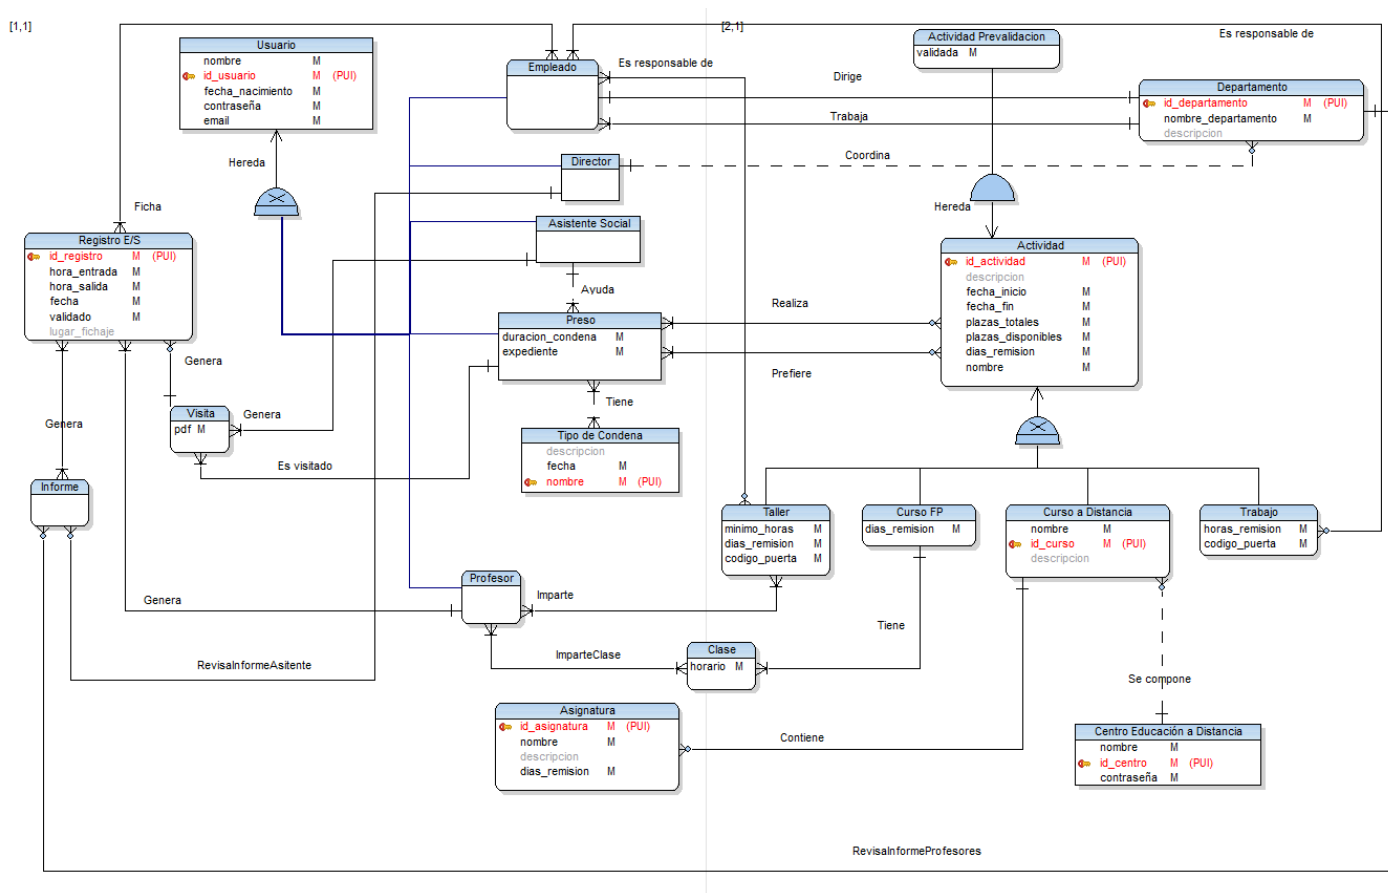 [1,1]
[2,1]
Usuario
nombre M
id_usuario M (PUI)
fecha_nacimiento M
contraseña M
email M
Empleado
Es responsable de
Actividad Prevalidacion
validada M
Es responsable de
Dirige
Trabaja
Departamento
id_departamento M (PUI)
nombre_departamento M
descripcion
Coordina
Director
Hereda
Ficha
Asistente Social
Hereda
Registro E/S
id_registro M (PUI)
hora_entrada M
hora_salida M
fecha M
validado M
lugar_fichaje
Actividad
id_actividad M (PUI)
descripcion
fecha_inicio M
fecha_fin M
plazas_totales M
plazas_disponibles M
dias_remision M
nombre M
Ayuda
Realiza
Preso
duracion_condena M
expediente M
Prefiere
Genera
Tiene
Visita
pdf M
Genera
Genera
Tipo de Condena
descripcion
fecha M
nombre M (PUI)
Es visitado
Informe
Taller
minimo_horas M
dias_remision M
codigo_puerta M
Curso FP
dias_remision M
Curso a Distancia
nombre M
id_curso M (PUI)
descripcion
Trabajo
horas_remision M
codigo_puerta M
Profesor
Genera
Imparte
Tiene
ImparteClase
RevisaInformeAsitente
Clase
horario M
Se compone
Asignatura
id_asignatura M (PUI)
nombre M
descripcion
dias_remision M
Contiene
Centro Educación a Distancia
nombre M
id_centro M (PUI)
contraseña M
RevisaInformeProfesores